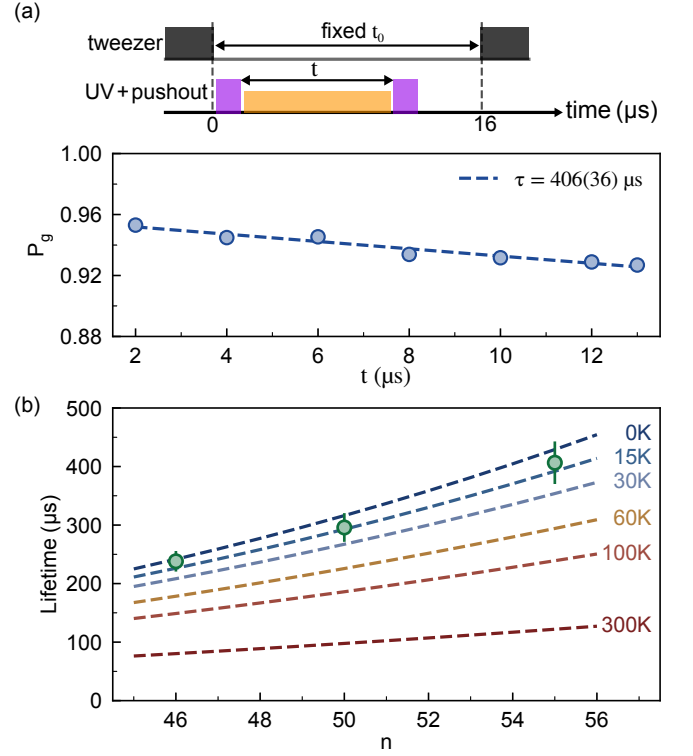 (a)
fixed t₀
tweezer
t
UV+pushout
time (μs)
0
16
1.00
0.96
0.92
0.88
P_g
τ = 406(36) μs
2
4
6
8
10
12
t (μs)
(b)
500
400
300
200
100
0
Lifetime (μs)
0K
15K
30K
60K
100K
300K
46
48
50
52
54
56
n